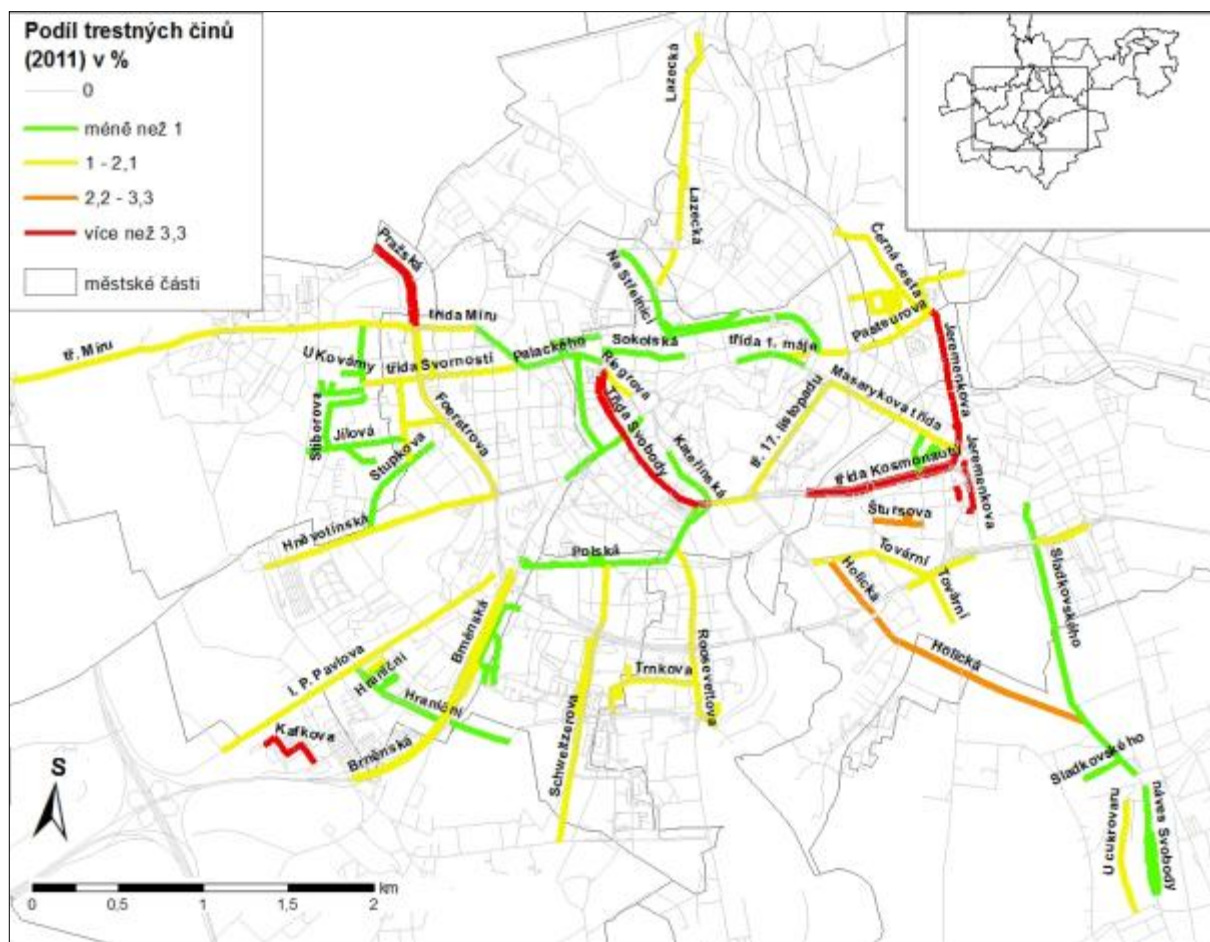 Podíl trestných činů
(2011) v %
0
méně než 1
1 - 2,1
2,2 - 3,3
více než 3,3
městské části
Lazecká
Lazecká
Pražská
Na Střelnici
Černá cesta
Pasteurova
tř. Míru
třída Míru
U Kovárny
třída Svornosti
Palackého
Sokolská
třída 1. máje
Jeremenkova
Riegrova
Třída Svobody
Masarykova třída
tř. 17. listopadu
Stiborova
Jílová
Stupkova
Foerstrova
Kateřinská
třída Kosmonautů
Jeremenkova
Hněvotínská
Štursova
Polská
Tovární
Tovární
Holická
Holická
Sladkovského
Brněnská
I. P. Pavlova
Hraniční
Hraniční
Trnkova
Rooseveltova
Kafkova
Brněnská
Schweitzerova
Sladkovského
U cukrovaru
náves Svobody
S
0
0,5
1
1,5
2
km